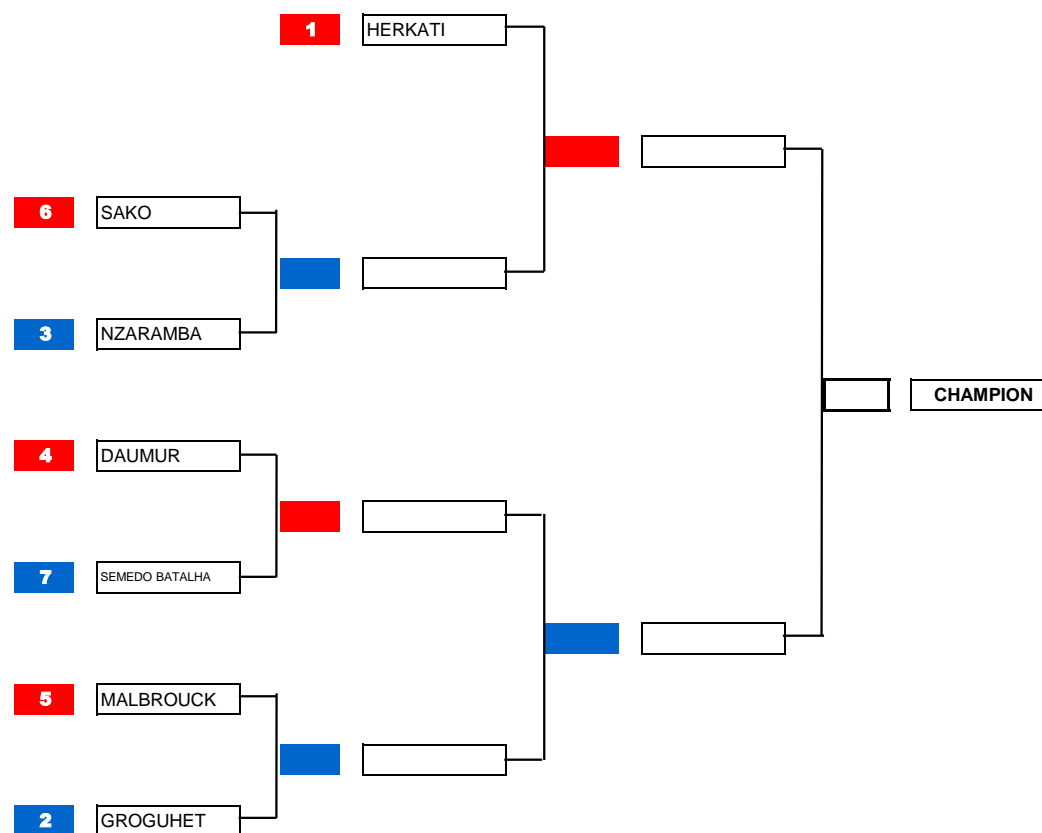 1 HERKATI
6 SAKO
3 NZARAMBA
CHAMPION
4 DAUMUR
7 SEMEDO BATALHA
5 MALBROUCK
2 GROGUHET